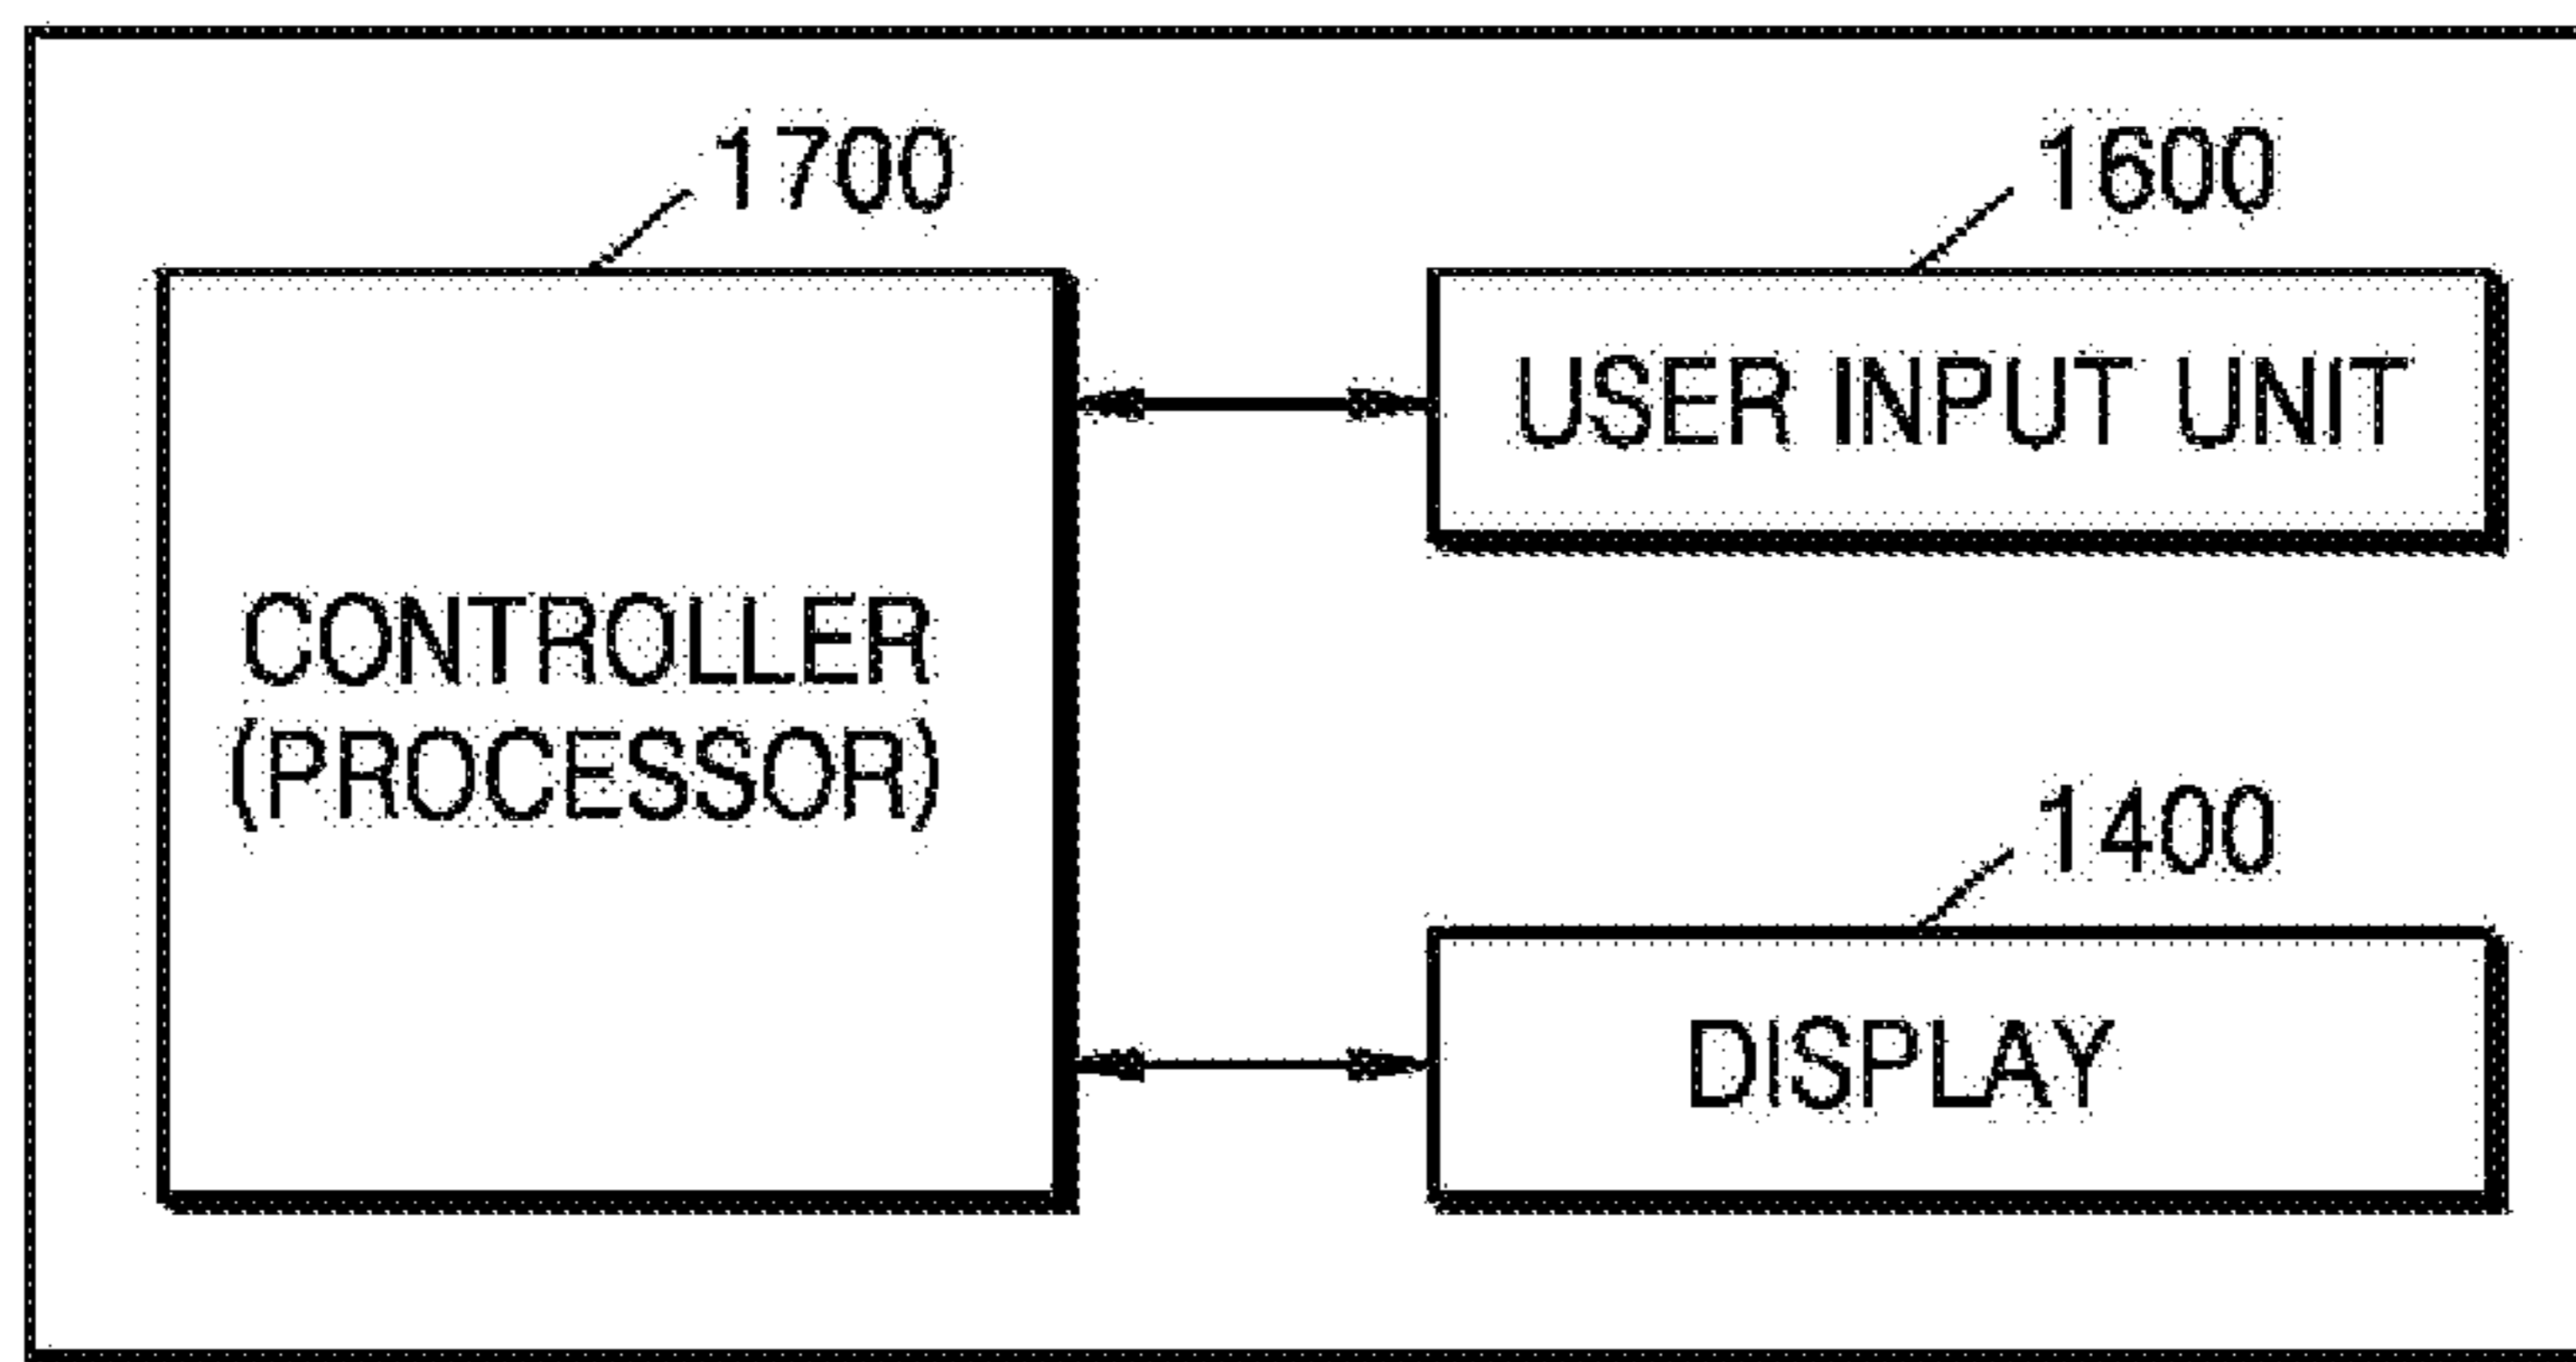 1700
1600
USER INPUT UNIT
CONTROLLER
(PROCESSOR)
1400
DISPLAY